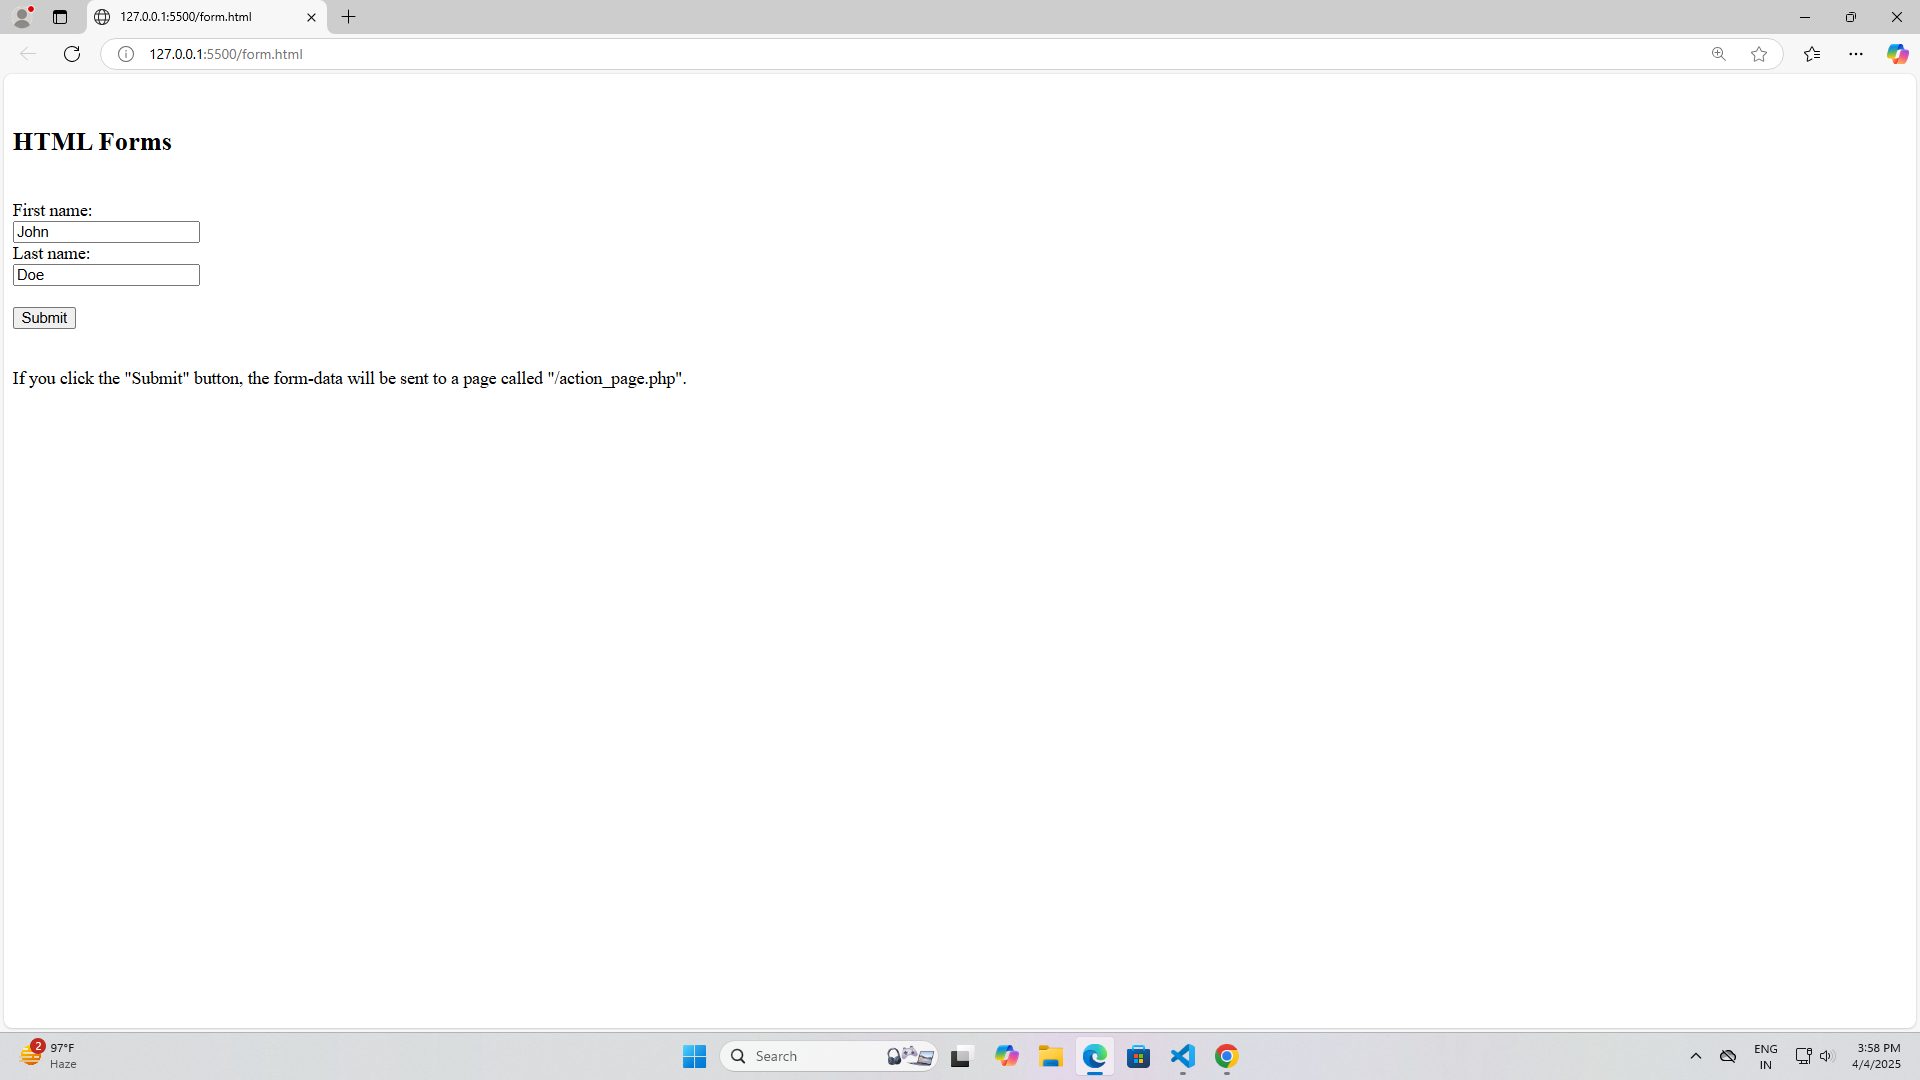 127.0.0.1:5500/form.html
127.0.0.1:5500/form.html
HTML Forms
First name:
John
Last name:
Doe
Submit
If you click the "Submit" button, the form-data will be sent to a page called "/action_page.php".
2
97°F
Haze
Search
ENG
IN
3:58 PM
4/4/2025